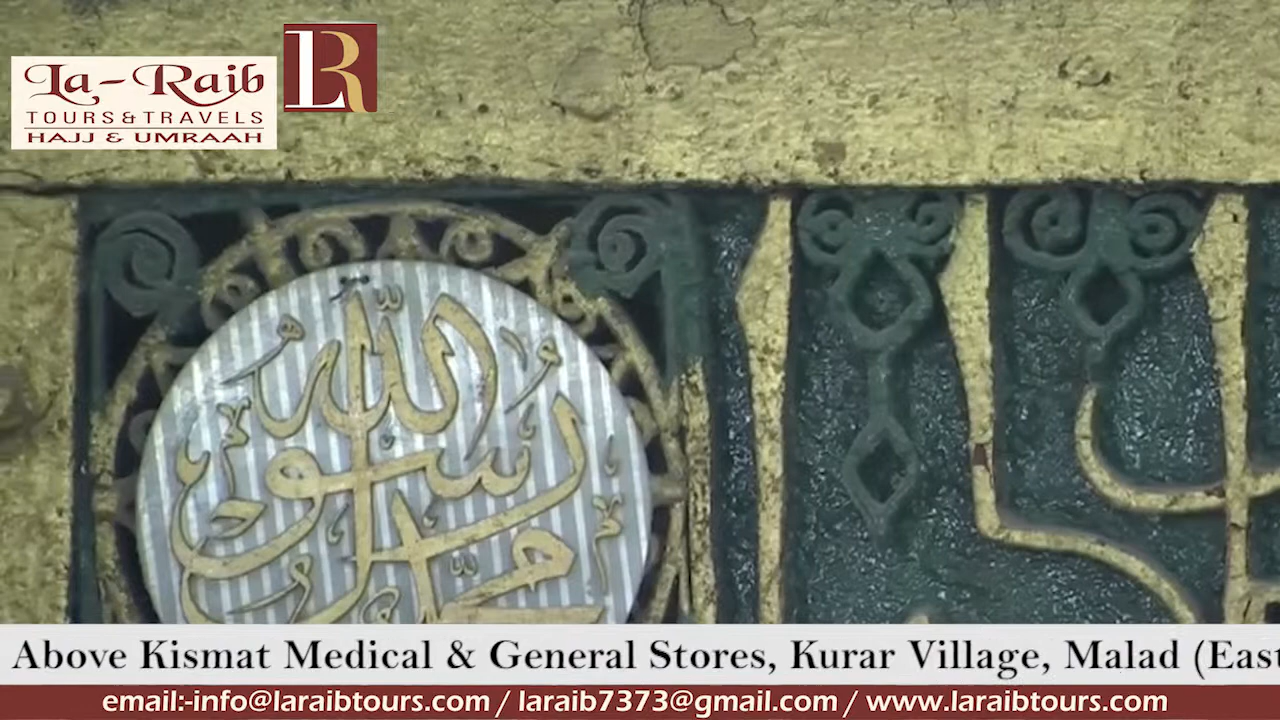 La-Raib
TOURS & TRAVELS
HAJJ & UMRAAH
LR
الله
رسول
محمد
Above Kismat Medical & General Stores, Kurar Village, Malad (East
email:-info@laraibtours.com / laraib7373@gmail.com / www.laraibtours.com